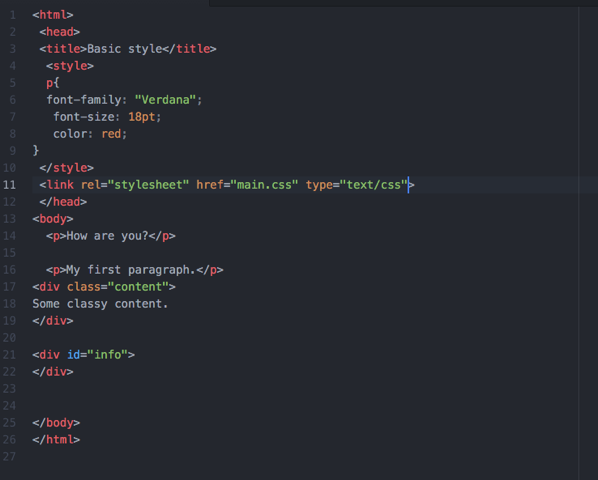 1 <html>
2 <head>
3 <title>Basic style</title>
4 <style>
5 p{
6 font-family: "Verdana";
7 font-size: 18pt;
8 color: red;
9 }
10 </style>
11 <link rel="stylesheet" href="main.css" type="text/css">
12 </head>
13 <body>
14 <p>How are you?</p>
15
16 <p>My first paragraph.</p>
17 <div class="content">
18 Some classy content.
19 </div>
20
21 <div id="info">
22 </div>
23
24
25 </body>
26 </html>
27